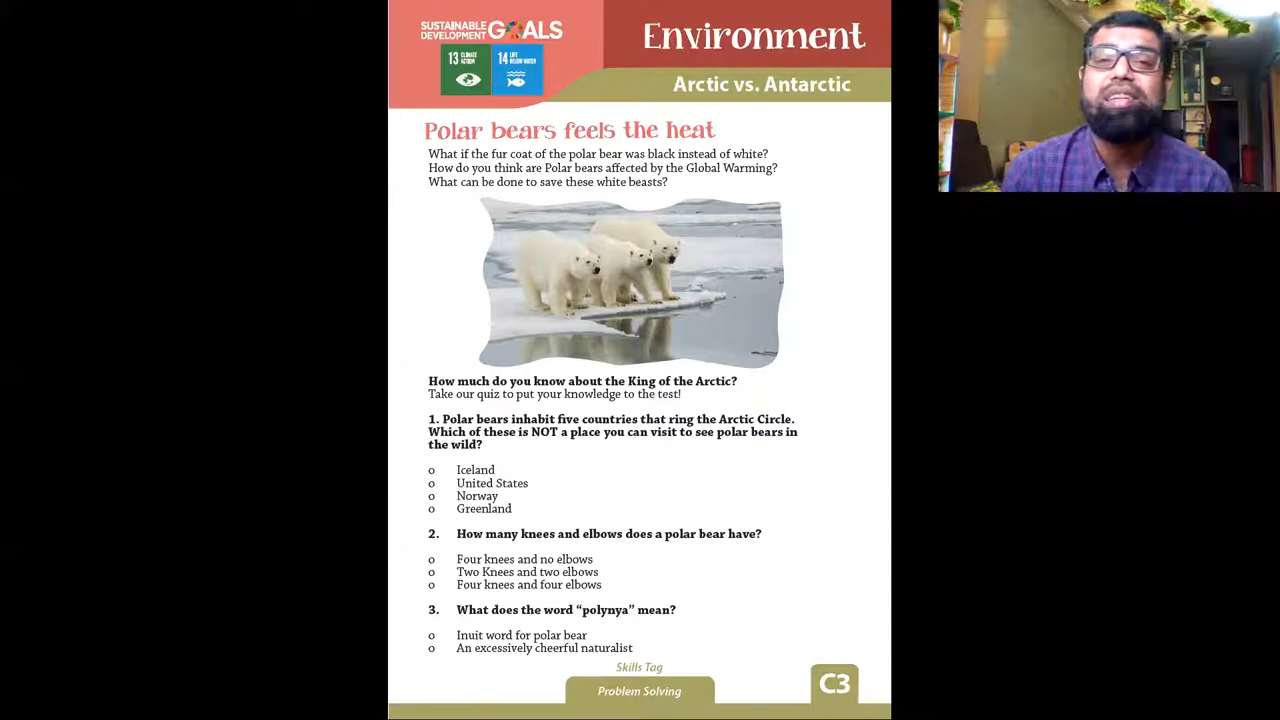 SUSTAINABLE
DEVELOPMENT GOALS
13 CLIMATE
ACTION
14 LIFE
BELOW WATER
Environment
Arctic vs. Antarctic
Polar bears feels the heat
What if the fur coat of the polar bear was black instead of white?
How do you think are Polar bears affected by the Global Warming?
What can be done to save these white beasts?
How much do you know about the King of the Arctic?
Take our quiz to put your knowledge to the test!
1. Polar bears inhabit five countries that ring the Arctic Circle.
Which of these is NOT a place you can visit to see polar bears in
the wild?
o Iceland
o United States
o Norway
o Greenland
2. How many knees and elbows does a polar bear have?
o Four knees and no elbows
o Two Knees and two elbows
o Four knees and four elbows
3. What does the word “polynya” mean?
o Inuit word for polar bear
o An excessively cheerful naturalist
Skills Tag
Problem Solving
C3